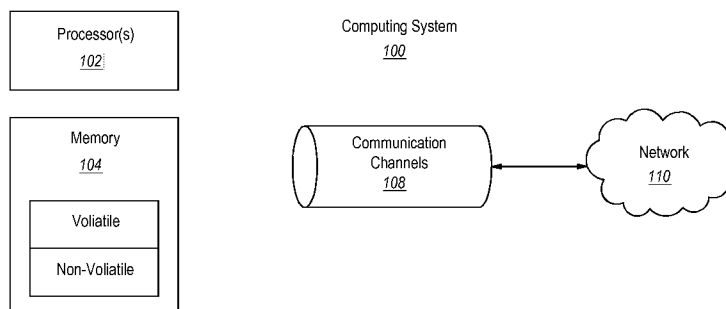 Processor(s)
102
Computing System
100
Memory
104
Voliatile
Non-Voliatile
Communication
Channels
108
Network
110